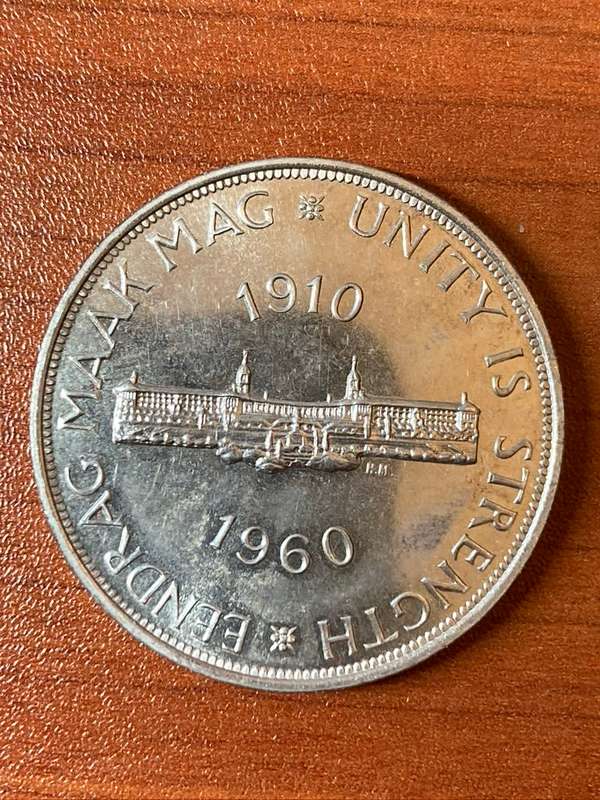 EENDRAG MAAK MAG
UNITY IS STRENGTH
1910
H.M.
1960